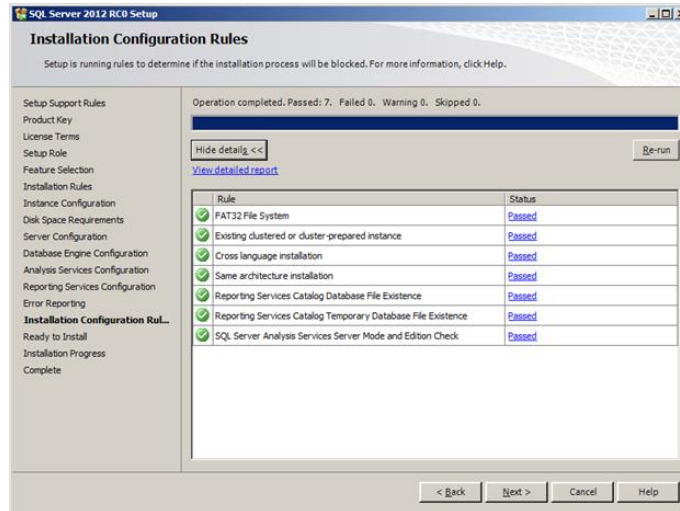 SQL Server 2012 RC0 Setup
Installation Configuration Rules
Setup is running rules to determine if the installation process will be blocked. For more information, click Help.
Setup Support Rules
Product Key
License Terms
Setup Role
Feature Selection
Installation Rules
Instance Configuration
Disk Space Requirements
Server Configuration
Database Engine Configuration
Analysis Services Configuration
Reporting Services Configuration
Error Reporting
Installation Configuration Rul...
Ready to Install
Installation Progress
Complete
Operation completed. Passed: 7. Failed 0. Warning 0. Skipped 0.
Hide details <<
Re-run
View detailed report
Rule Status
FAT32 File System Passed
Existing clustered or cluster-prepared instance Passed
Cross language installation Passed
Same architecture installation Passed
Reporting Services Catalog Database File Existence Passed
Reporting Services Catalog Temporary Database File Existence Passed
SQL Server Analysis Services Server Mode and Edition Check Passed
< Back Next > Cancel Help